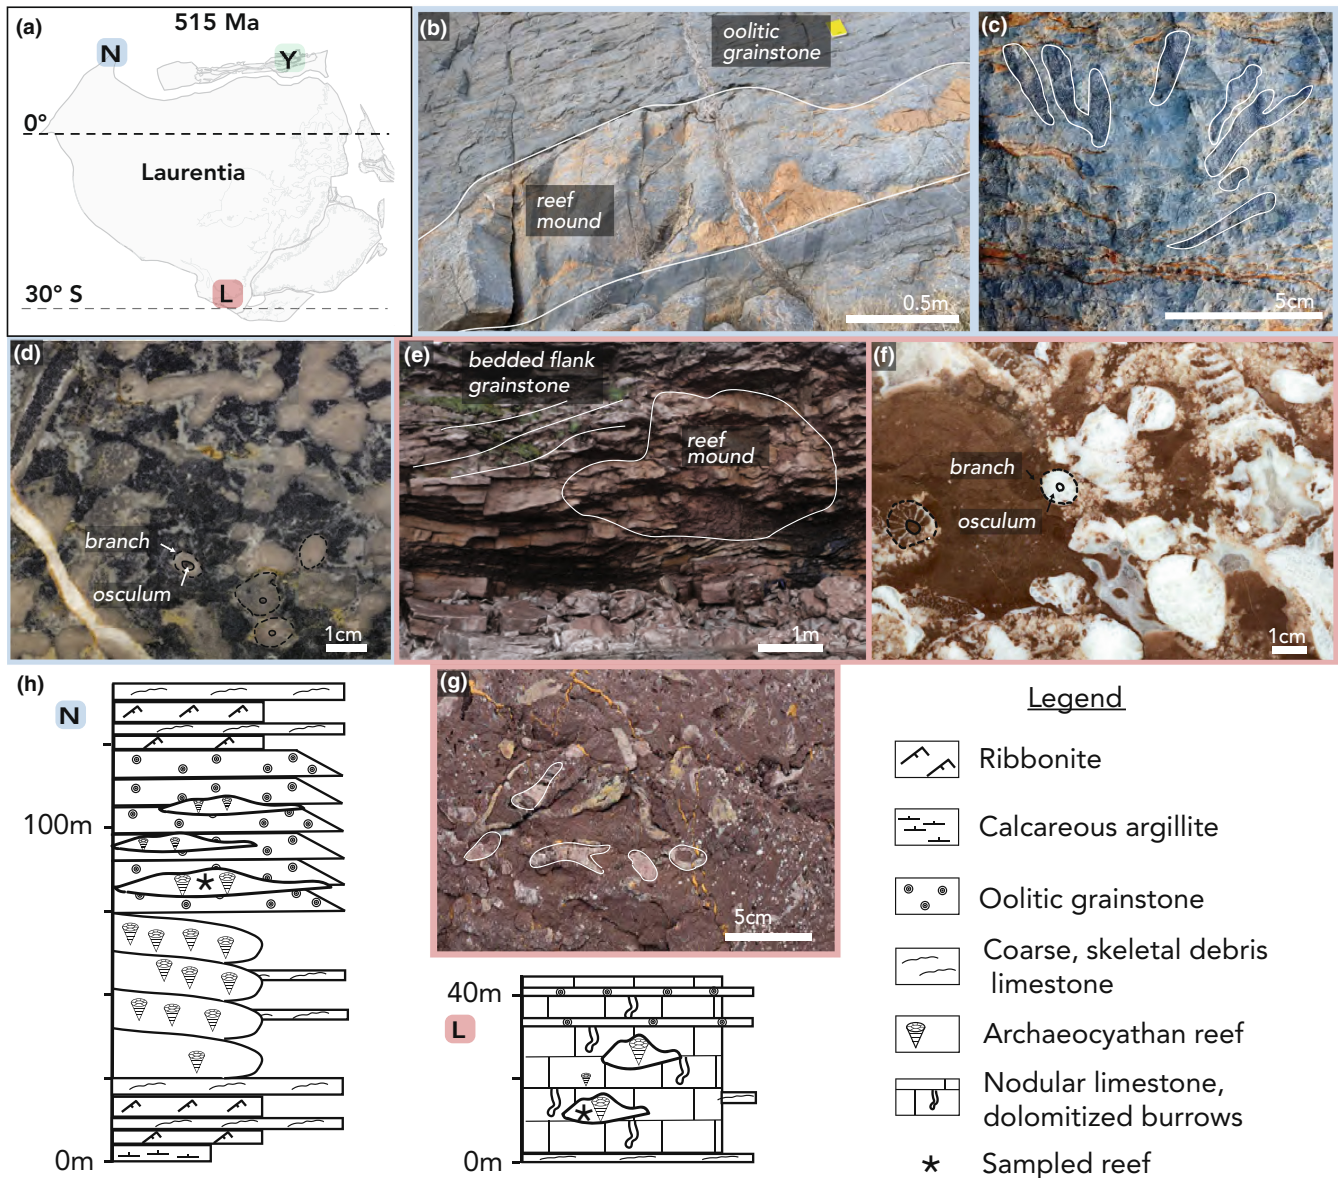 (a)
515 Ma
N
Y
0°
Laurentia
30° S
L
(b)
oolitic
grainstone
reef
mound
0.5m
(c)
5cm
(d)
branch
osculum
1cm
(e)
bedded flank
grainstone
reef
mound
1m
(f)
branch
osculum
1cm
(h)
N
100m
0m
(g)
5cm
40m
L
0m
Legend
Ribbonite
Calcareous argillite
Oolitic grainstone
Coarse, skeletal debris
limestone
Archaeocyathan reef
Nodular limestone,
dolomitized burrows
* Sampled reef